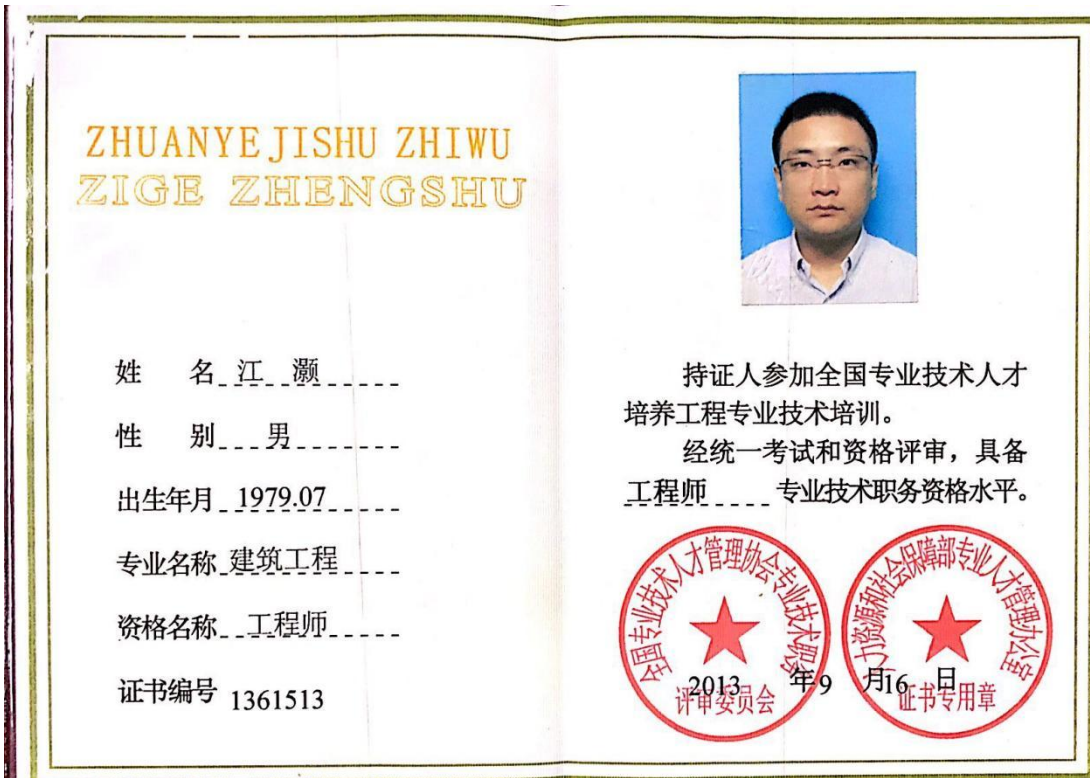 ZHUANYE JISHU ZHIWU
ZIGE ZHENGSHU
姓 名 江 灏
性 别 男
出生年月 1979.07
专业名称 建筑工程
资格名称 工程师
证书编号 1361513
持证人参加全国专业技术人才
培养工程专业技术培训。
经统一考试和资格评审，具备
工程师 专业技术职务资格水平。
全国专业技术人才管理协会专业技术职务
评审委员会
人力资源和社会保障部专业人才管理办公室
证书专用章
2013 年9 月16 日